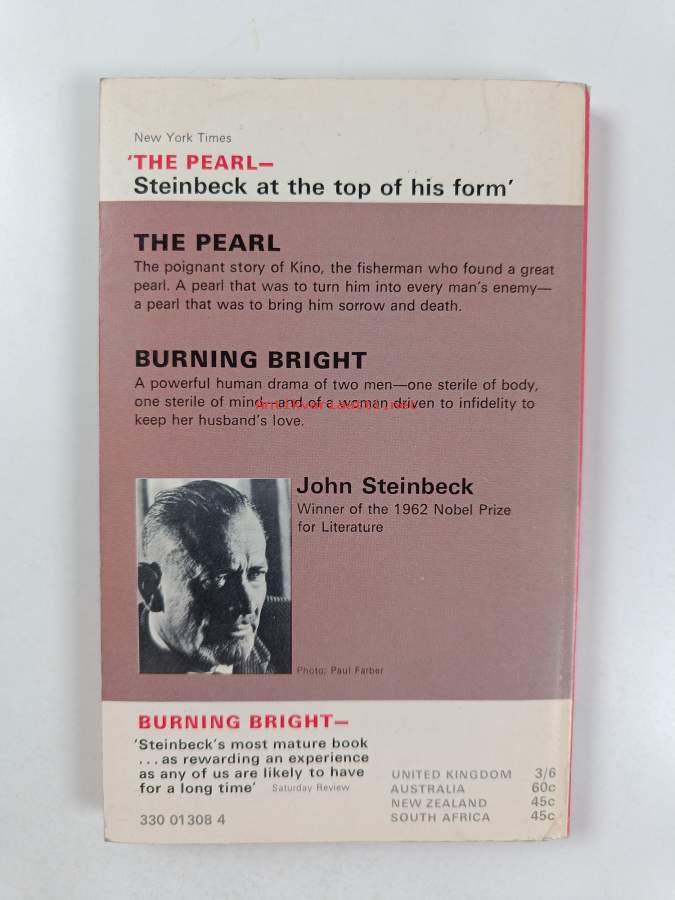 New York Times
'THE PEARL—
Steinbeck at the top of his form'
THE PEARL
The poignant story of Kino, the fisherman who found a great
pearl. A pearl that was to turn him into every man's enemy—
a pearl that was to bring him sorrow and death.
BURNING BRIGHT
A powerful human drama of two men—one sterile of body,
one sterile of mind—and of a woman driven to infidelity to
keep her husband's love.
Antikvariaatti.net
John Steinbeck
Winner of the 1962 Nobel Prize
for Literature
Photo: Paul Farber
BURNING BRIGHT—
'Steinbeck's most mature book
...as rewarding an experience
as any of us are likely to have
for a long time' Saturday Review
UNITED KINGDOM 3/6
AUSTRALIA 60c
NEW ZEALAND 45c
SOUTH AFRICA 45c
330 01308 4